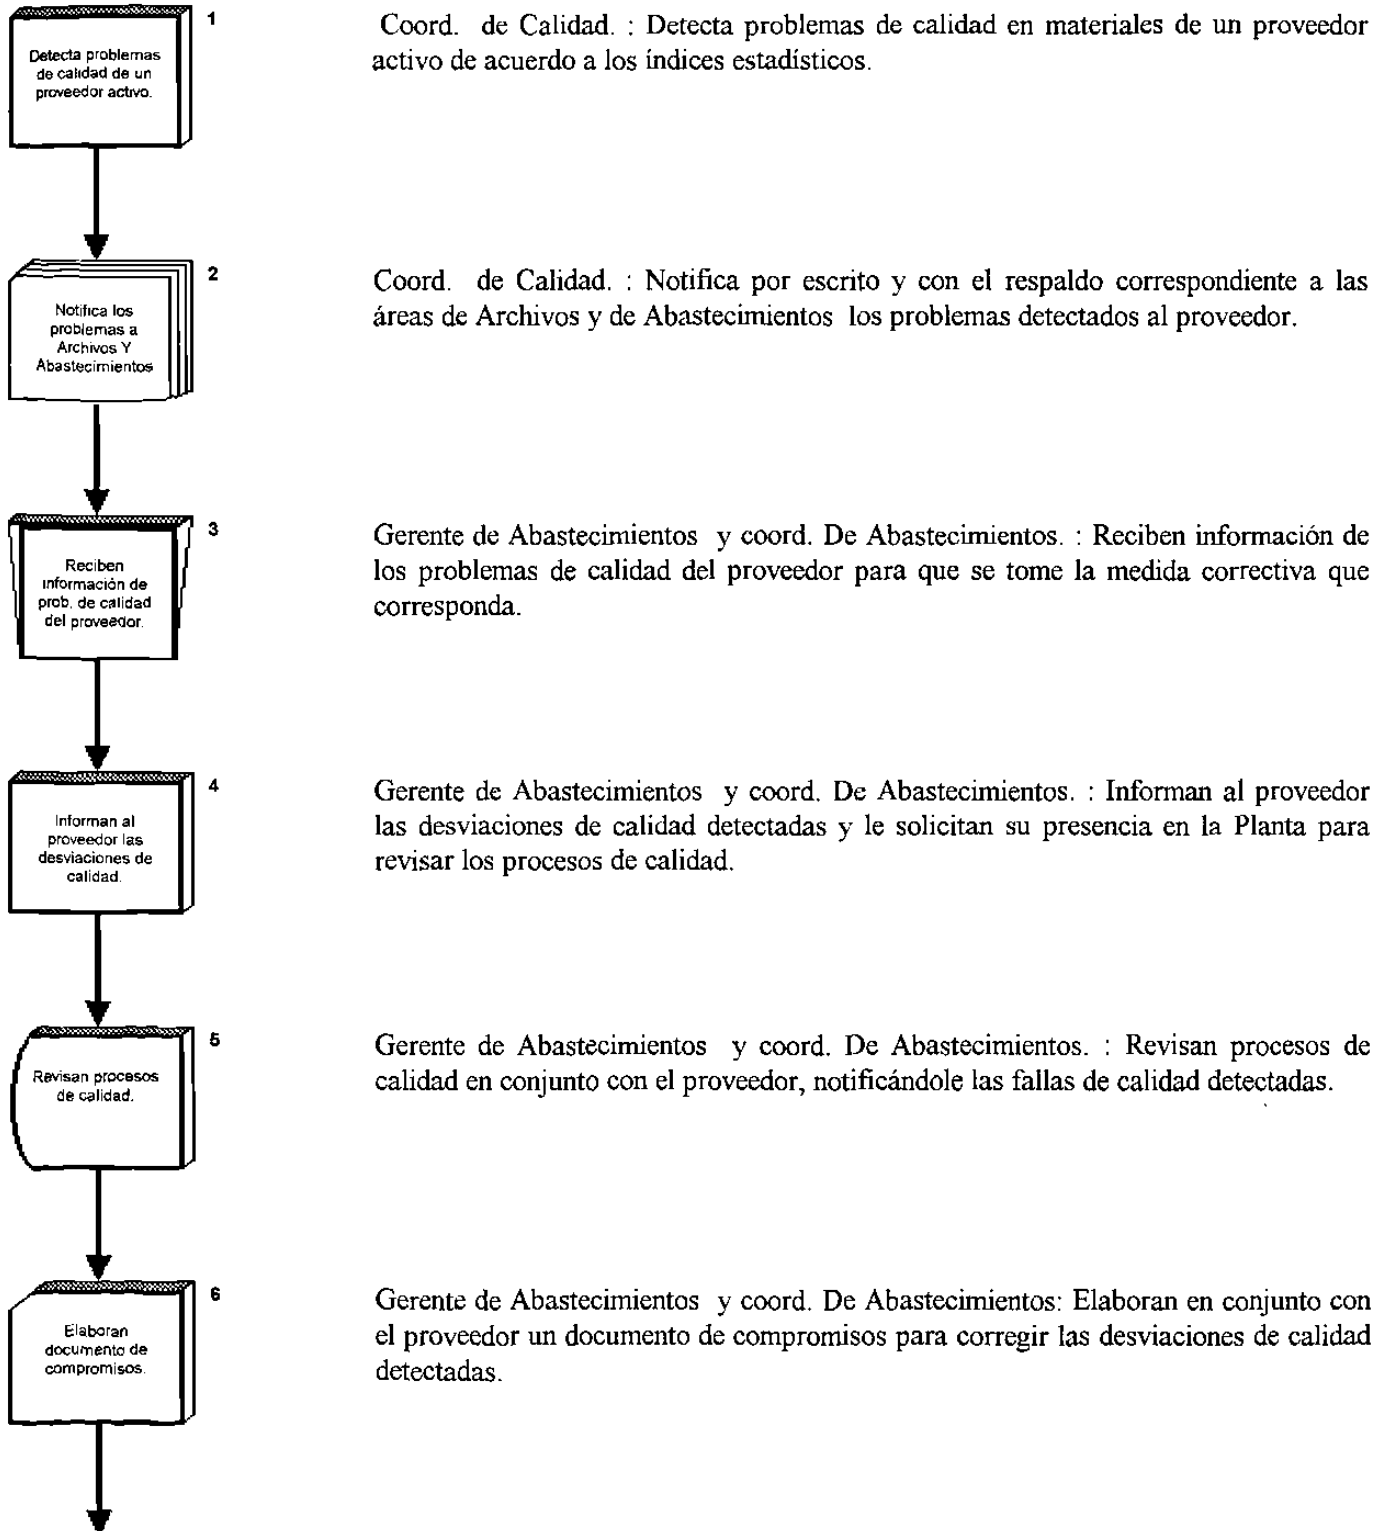 1
Detecta problemas
de calidad de un
proveedor activo.
Coord. de Calidad. : Detecta problemas de calidad en materiales de un proveedor
activo de acuerdo a los índices estadísticos.
2
Notifica los
problemas a
Archivos Y
Abastecimientos
Coord. de Calidad. : Notifica por escrito y con el respaldo correspondiente a las
áreas de Archivos y de Abastecimientos los problemas detectados al proveedor.
3
Reciben
información de
prob. de calidad
del proveedor.
Gerente de Abastecimientos y coord. De Abastecimientos. : Reciben información de
los problemas de calidad del proveedor para que se tome la medida correctiva que
corresponda.
4
Informan al
proveedor las
desviaciones de
calidad.
Gerente de Abastecimientos y coord. De Abastecimientos. : Informan al proveedor
las desviaciones de calidad detectadas y le solicitan su presencia en la Planta para
revisar los procesos de calidad.
5
Revisan procesos
de calidad.
Gerente de Abastecimientos y coord. De Abastecimientos. : Revisan procesos de
calidad en conjunto con el proveedor, notificándole las fallas de calidad detectadas.
6
Elaboran
documento de
compromisos.
Gerente de Abastecimientos y coord. De Abastecimientos: Elaboran en conjunto con
el proveedor un documento de compromisos para corregir las desviaciones de calidad
detectadas.